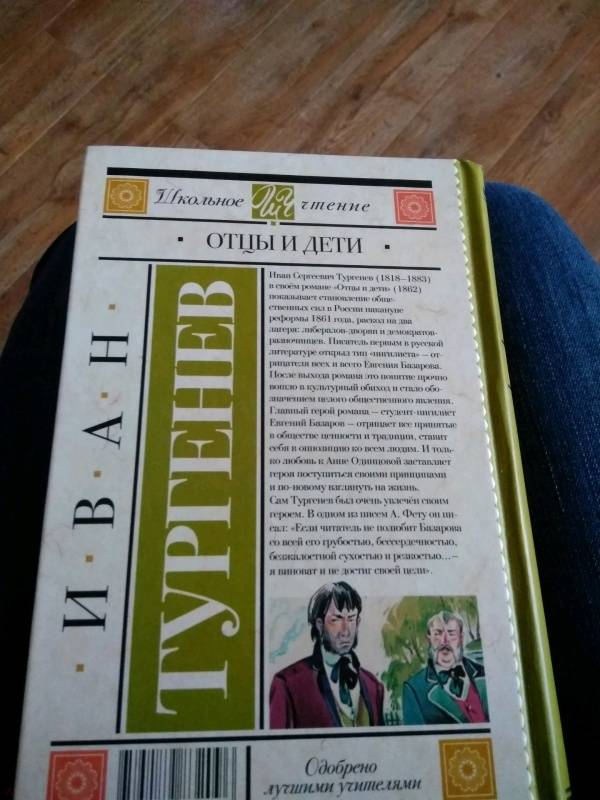 Школьное ШЧ чтение
· ОТЦЫ И ДЕТИ ·
· И · В · А · Н ·
ТУРГЕНЕВ
Иван Сергеевич Тургенев (1818–1883)
в своём романе «Отцы и дети» (1862)
показывает становление обще-
ственных сил в России накануне
реформы 1861 года, раскол на два
лагеря: либералов-дворян и демократов-
разночинцев. Писатель первым в русской
литературе открыл тип «нигилиста» – от-
рицателя всех и всего Евгения Базарова.
После выхода романа это понятие прочно
вошло в культурный обиход и стало обо-
значением целого общественного явления.
Главный герой романа – студент-нигилист
Евгений Базаров – отрицает все принятые
в обществе ценности и традиции, ставит
себя в оппозицию ко всем людям. И толь-
ко любовь к Анне Одинцовой заставляет
героя поступиться своими принципами
и по-новому взглянуть на жизнь.
Сам Тургенев был очень увлечён своим
героем. В одном из писем А. Фету он пи-
сал: «Если читатель не полюбит Базарова
со всей его грубостью, бессердечностью,
безжалостной сухостью и резкостью...–
я виноват и не достиг своей цели».
Одобрено
лучшими учителями